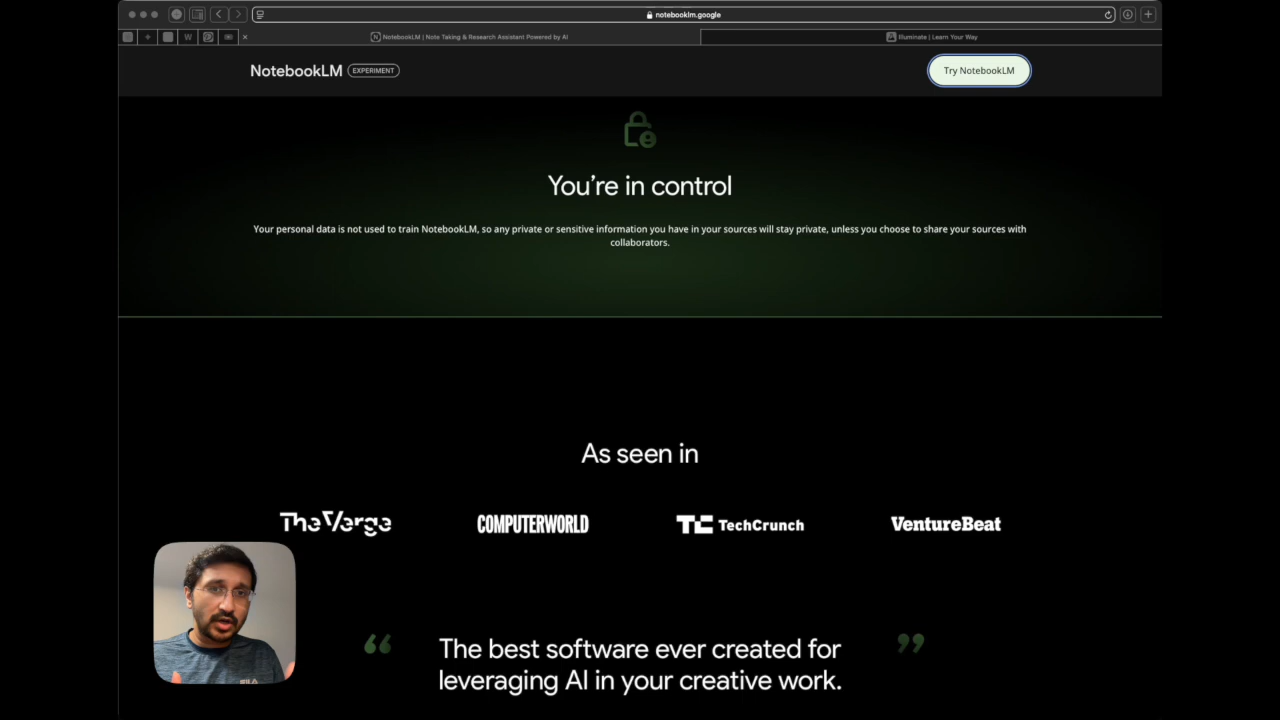 notebooklm.google
W
NotebookLM | Note Taking & Research Assistant Powered by AI
Illuminate | Learn Your Way
NotebookLM EXPERIMENT
Try NotebookLM
You're in control
Your personal data is not used to train NotebookLM, so any private or sensitive information you have in your sources will stay private, unless you choose to share your sources with
collaborators.
As seen in
The Verge
COMPUTERWORLD
TC TechCrunch
VentureBeat
FILA
“ The best software ever created for ”
leveraging AI in your creative work.